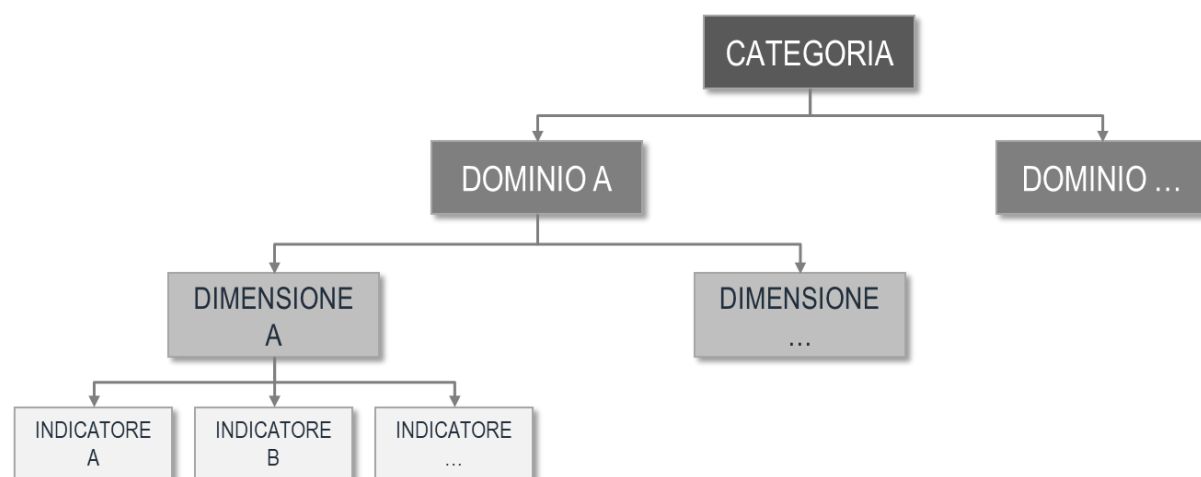 CATEGORIA
DOMINIO A
DOMINIO …
DIMENSIONE
A
DIMENSIONE
…
INDICATORE
A
INDICATORE
B
INDICATORE
…